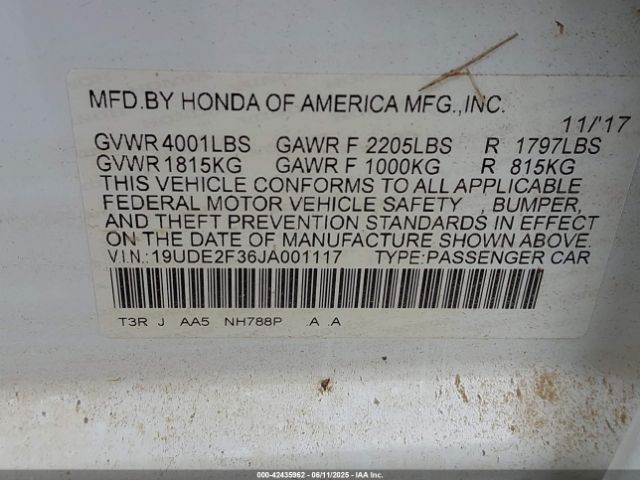 MFD.BY HONDA OF AMERICA MFG.,INC.
11/'17
GVWR 4001LBS GAWR F 2205LBS R 1797LBS
GVWR 1815KG GAWR F 1000KG R 815KG
THIS VEHICLE CONFORMS TO ALL APPLICABLE
FEDERAL MOTOR VEHICLE SAFETY , BUMPER,
AND THEFT PREVENTION STANDARDS IN EFFECT
ON THE DATE OF MANUFACTURE SHOWN ABOVE.
V.I.N.:19UDE2F36JA001117 TYPE:PASSENGER CAR
T3R J AA5 NH788P .A .A
000-42435962 - 06/11/2025 - IAA Inc.